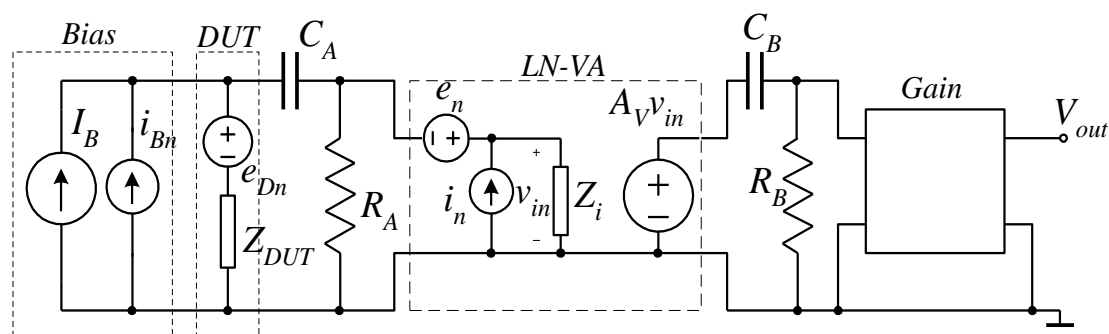 Bias
DUT
C_A
LN-VA
C_B
Gain
I_B
i_Bn
e_Dn
Z_DUT
R_A
e_n
+
−
i_n
v_in
Z_i
A_V v_in
R_B
V_out